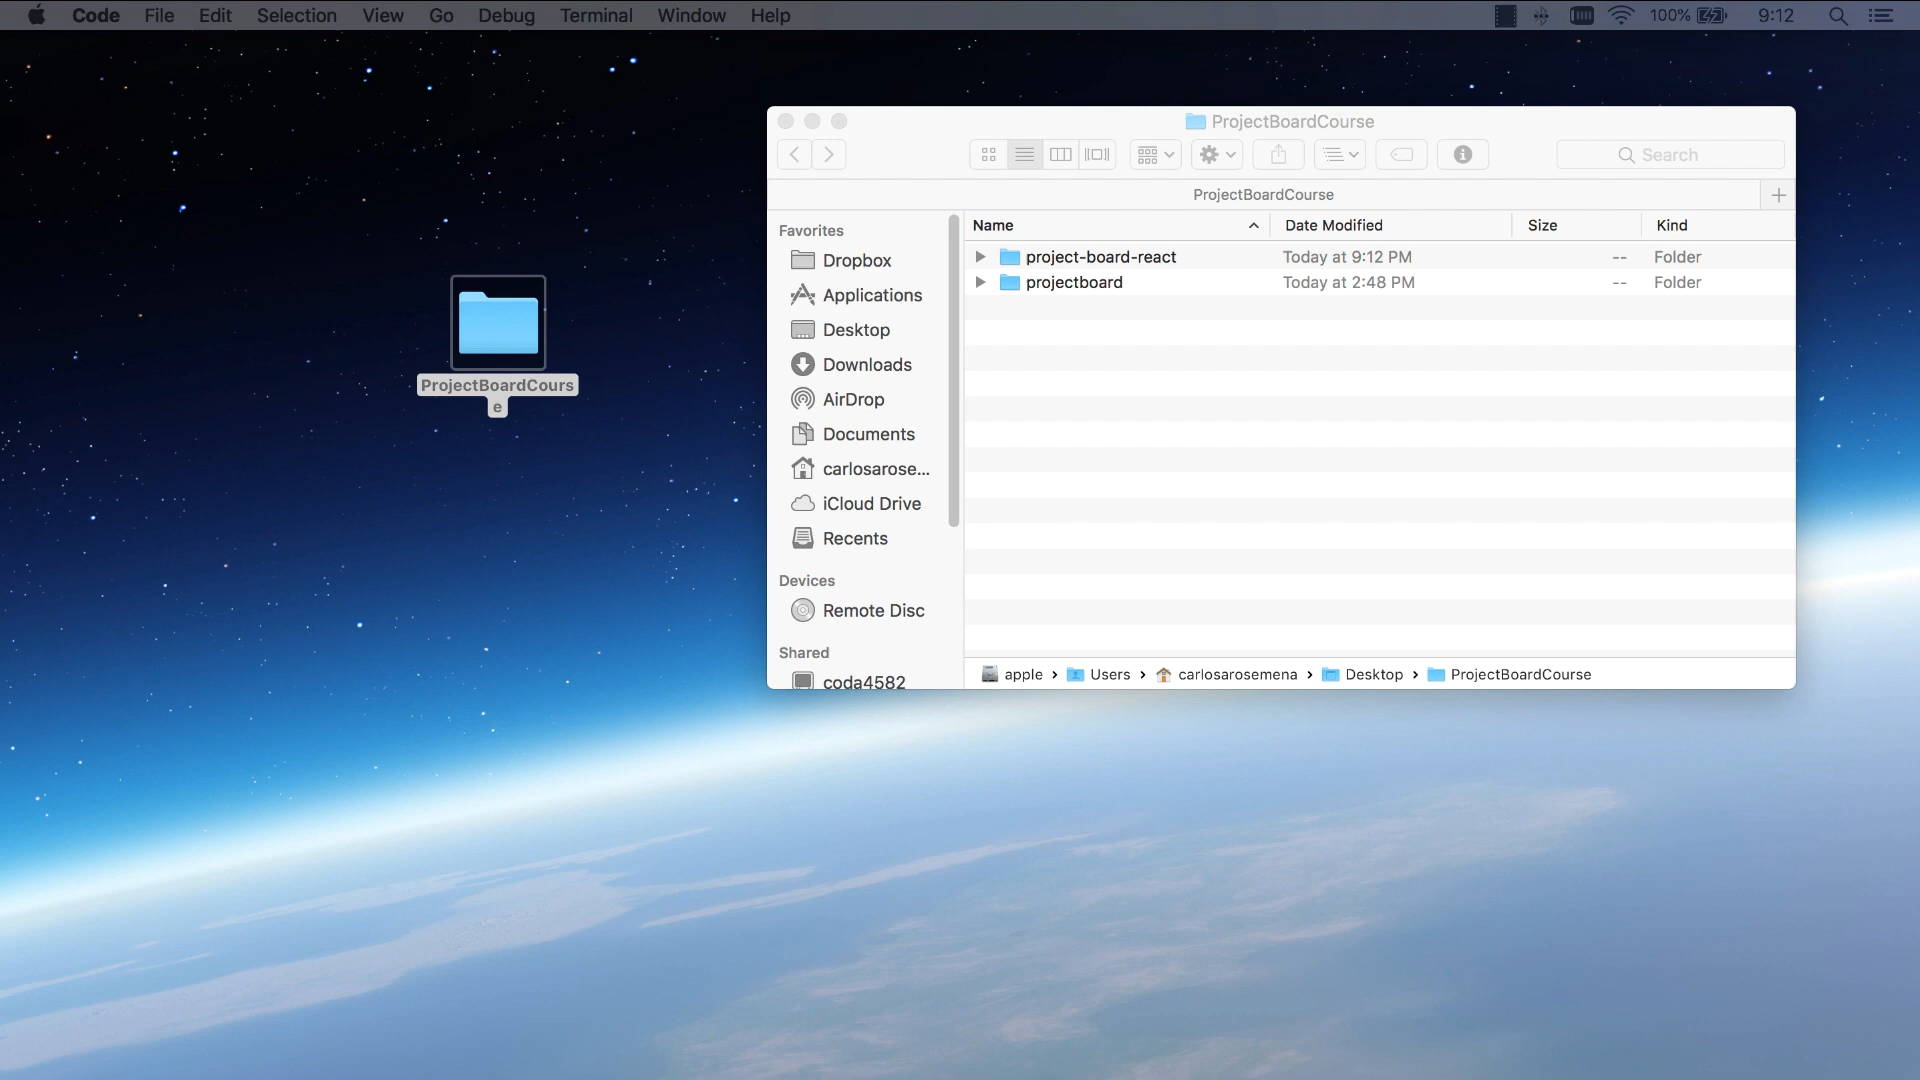 Code File Edit Selection View Go Debug Terminal Window Help 100% 9:12
ProjectBoardCourse
Search
ProjectBoardCourse
Name Date Modified Size Kind
project-board-react Today at 9:12 PM -- Folder
projectboard Today at 2:48 PM -- Folder
Favorites
Dropbox
Applications
Desktop
Downloads
AirDrop
Documents
carlosarose...
iCloud Drive
Recents
Devices
Remote Disc
Shared
coda4582
apple › Users › carlosarosemena › Desktop › ProjectBoardCourse
ProjectBoardCours
e